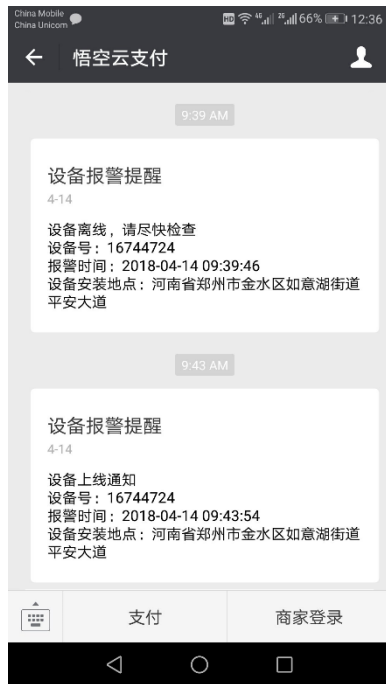 China Mobile
China Unicom
HD 4G 2G 66% 12:36
悟空云支付
9:39 AM
设备报警提醒
4-14
设备离线，请尽快检查
设备号：16744724
报警时间：2018-04-14 09:39:46
设备安装地点：河南省郑州市金水区如意湖街道
平安大道
9:43 AM
设备报警提醒
4-14
设备上线通知
设备号：16744724
报警时间：2018-04-14 09:43:54
设备安装地点：河南省郑州市金水区如意湖街道
平安大道
支付
商家登录